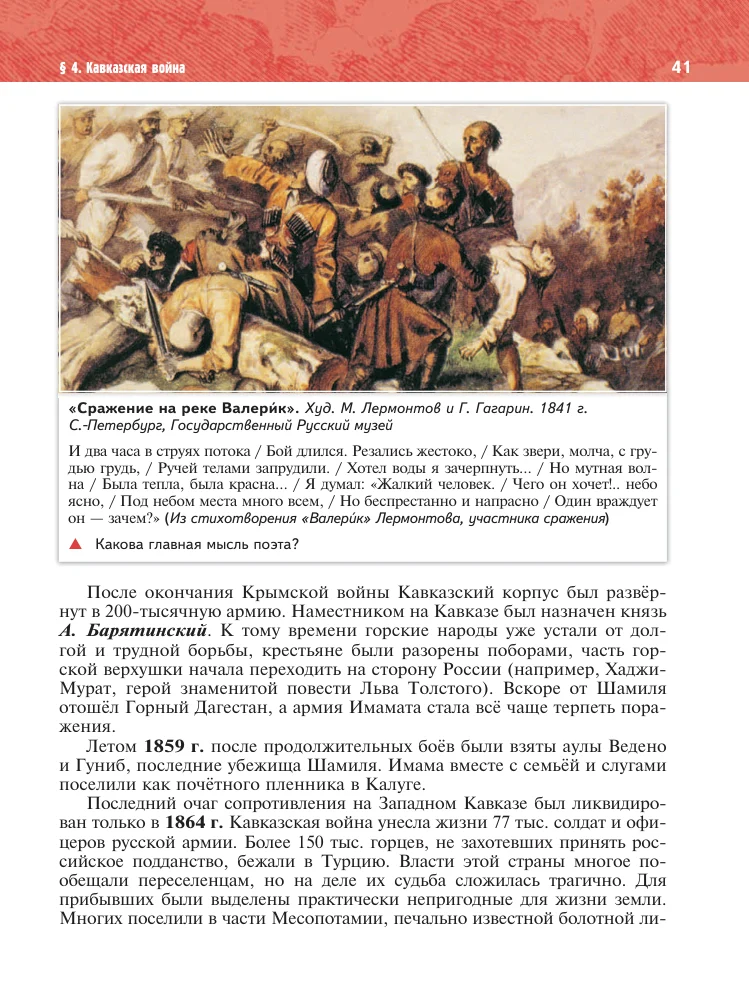 § 4. Кавказская война
41
«Сражение на реке Валери́к». Худ. М. Лермонтов и Г. Гагарин. 1841 г.
С.-Петербург, Государственный Русский музей
И два часа в струях потока / Бой длился. Резались жестоко, / Как звери, молча, с гру-
дью грудь, / Ручей телами запрудили. / Хотел воды я зачерпнуть... / Но мутная вол-
на / Была тепла, была красна... / Я думал: «Жалкий человек. / Чего он хочет!.. небо
ясно, / Под небом места много всем, / Но беспрестанно и напрасно / Один враждует
он — зачем?» (Из стихотворения «Валери́к» Лермонтова, участника сражения)
▲ Какова главная мысль поэта?
После окончания Крымской войны Кавказский корпус был развёр-
нут в 200-тысячную армию. Наместником на Кавказе был назначен князь
А. Барятинский. К тому времени горские народы уже устали от дол-
гой и трудной борьбы, крестьяне были разорены поборами, часть гор-
ской верхушки начала переходить на сторону России (например, Хаджи-
Мурат, герой знаменитой повести Льва Толстого). Вскоре от Шамиля
отошёл Горный Дагестан, а армия Имамата стала всё чаще терпеть пора-
жения.
Летом 1859 г. после продолжительных боёв были взяты аулы Ведено
и Гуниб, последние убежища Шамиля. Имама вместе с семьёй и слугами
поселили как почётного пленника в Калуге.
Последний очаг сопротивления на Западном Кавказе был ликвидиро-
ван только в 1864 г. Кавказская война унесла жизни 77 тыс. солдат и офи-
церов русской армии. Более 150 тыс. горцев, не захотевших принять рос-
сийское подданство, бежали в Турцию. Власти этой страны многое по-
обещали переселенцам, но на деле их судьба сложилась трагично. Для
прибывших были выделены практически непригодные для жизни земли.
Многих поселили в части Месопотамии, печально известной болотной ли-